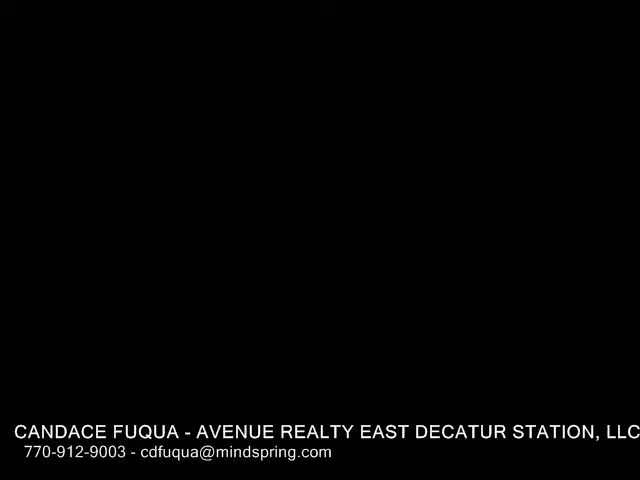 CANDACE FUQUA - AVENUE REALTY EAST DECATUR STATION, LLC
770-912-9003 - cdfuqua@mindspring.com